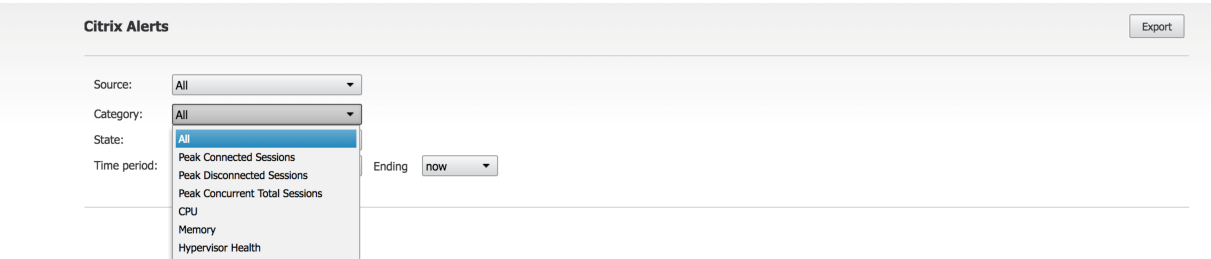 Citrix Alerts
Export
Source: All
Category: All
State:
All
Time period:
Peak Connected Sessions
Ending now
Peak Disconnected Sessions
Peak Concurrent Total Sessions
CPU
Memory
Hypervisor Health